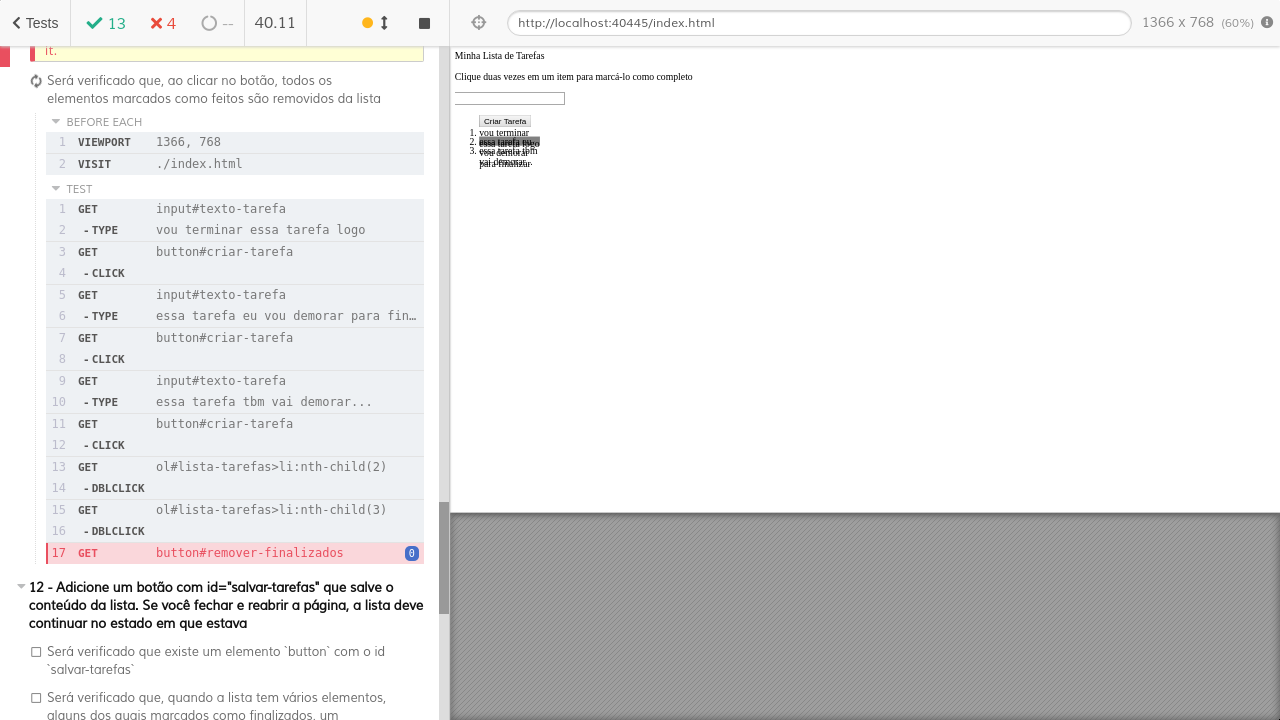 Tests 13 4 -- 40.11
http://localhost:40445/index.html 1366 x 768 (60%)
it.
Será verificado que, ao clicar no botão, todos os
elementos marcados como feitos são removidos da lista
BEFORE EACH
1 VIEWPORT 1366, 768
2 VISIT ./index.html
TEST
1 GET input#texto-tarefa
2 -TYPE vou terminar essa tarefa logo
3 GET button#criar-tarefa
4 -CLICK
5 GET input#texto-tarefa
6 -TYPE essa tarefa eu vou demorar para fin…
7 GET button#criar-tarefa
8 -CLICK
9 GET input#texto-tarefa
10 -TYPE essa tarefa tbm vai demorar...
11 GET button#criar-tarefa
12 -CLICK
13 GET ol#lista-tarefas>li:nth-child(2)
14 -DBLCLICK
15 GET ol#lista-tarefas>li:nth-child(3)
16 -DBLCLICK
17 GET button#remover-finalizados 0
12 - Adicione um botão com id="salvar-tarefas" que salve o
conteúdo da lista. Se você fechar e reabrir a página, a lista deve
continuar no estado em que estava
Será verificado que existe um elemento `button` com o id
`salvar-tarefas`
Será verificado que, quando a lista tem vários elementos,
alguns dos quais marcados como finalizados, um
Minha Lista de Tarefas
Clique duas vezes em um item para marcá-lo como completo
Criar Tarefa
1. vou terminar
2.
essa tarefa logo
3. essa tarefa tbm
vou demorar
vai demorar...
para finalizar